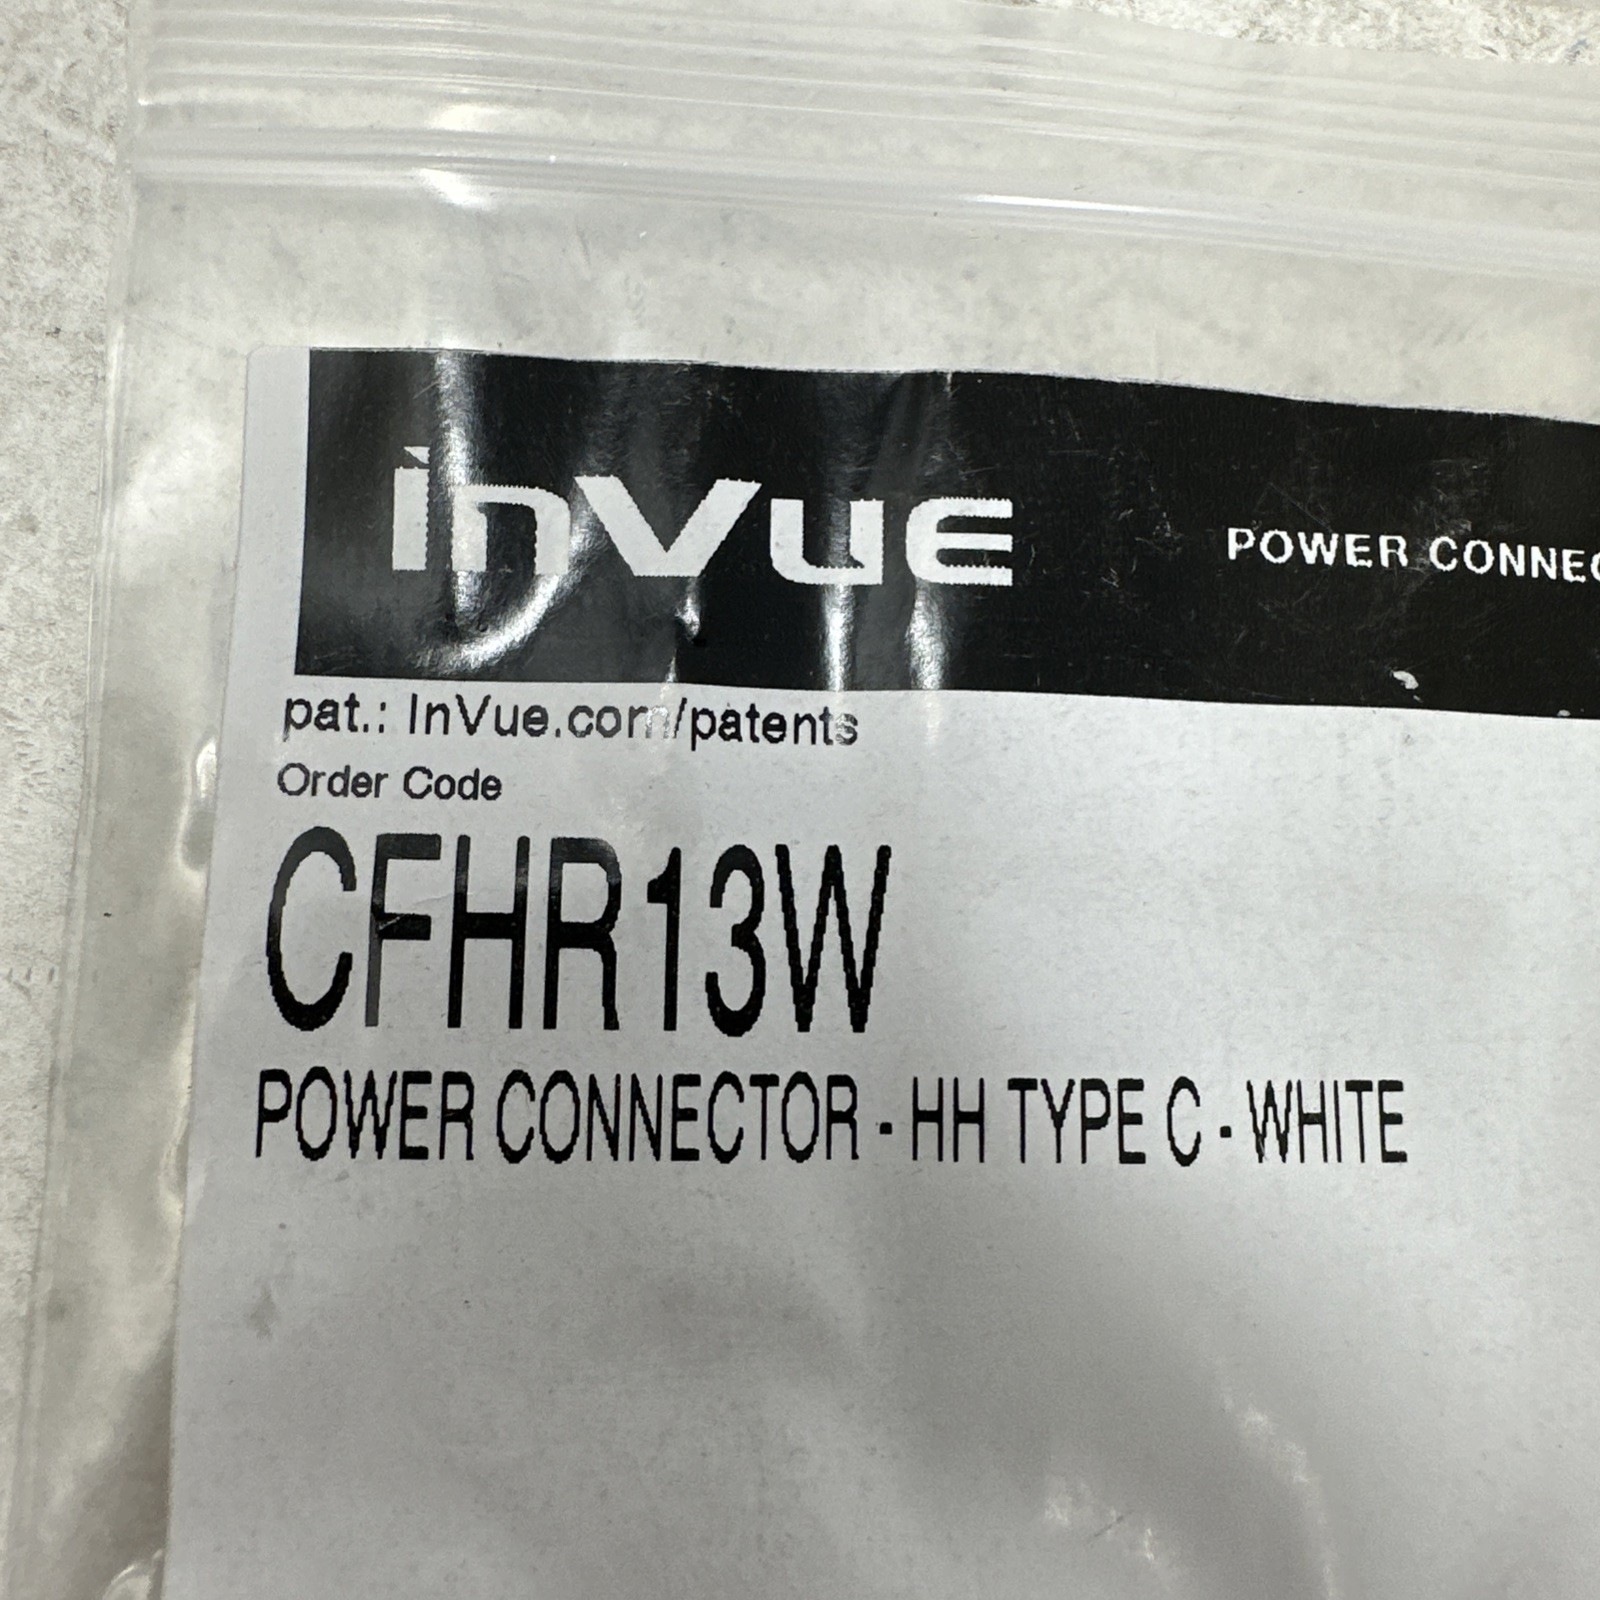 inVue
POWER CONNEC
pat.: InVue.com/patents
Order Code
CFHR13W
POWER CONNECTOR - HH TYPE C - WHITE